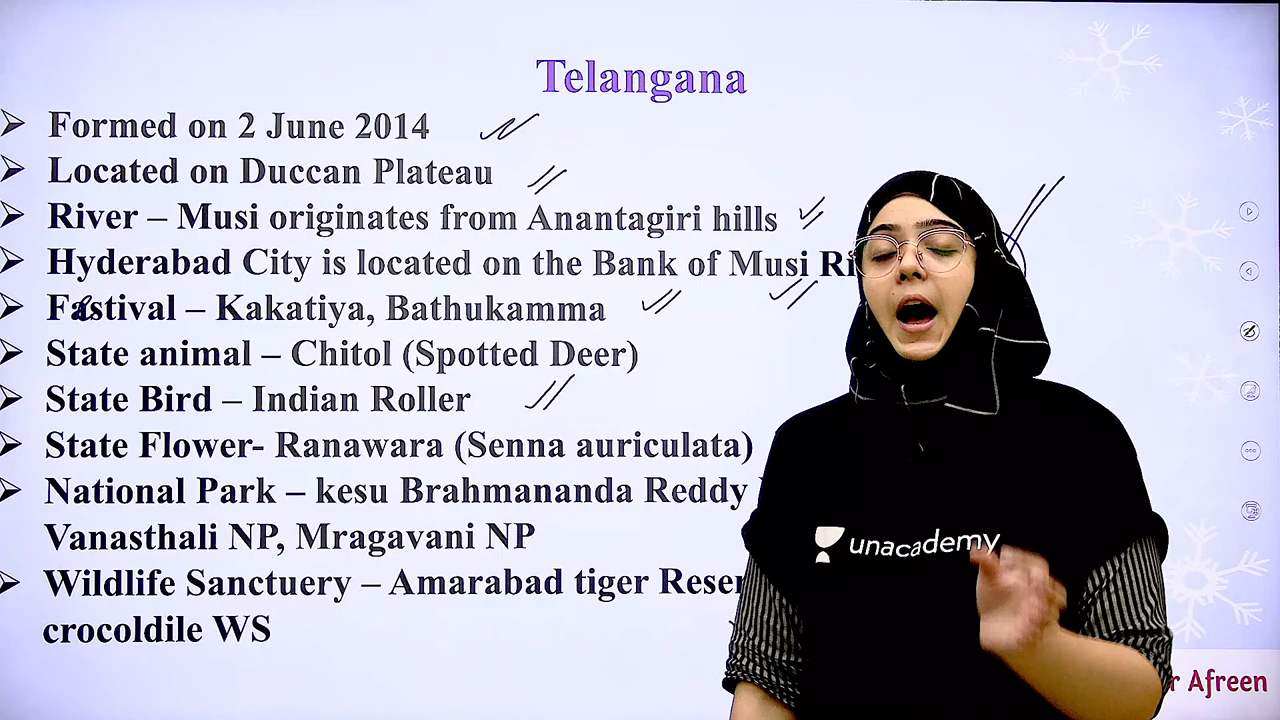 Telangana
Formed on 2 June 2014
Located on Duccan Plateau
River – Musi originates from Anantagiri hills
Hyderabad City is located on the Bank of Musi
Fastival – Kakatiya, Bathukamma
State animal – Chitol (Spotted Deer)
State Bird – Indian Roller
State Flower- Ranawara (Senna auriculata)
National Park – kesu Brahmananda Reddy
Vanasthali NP, Mragavani NP
Wildlife Sanctuery – Amarabad tiger
crocoldile WS
unacademy
Afreen